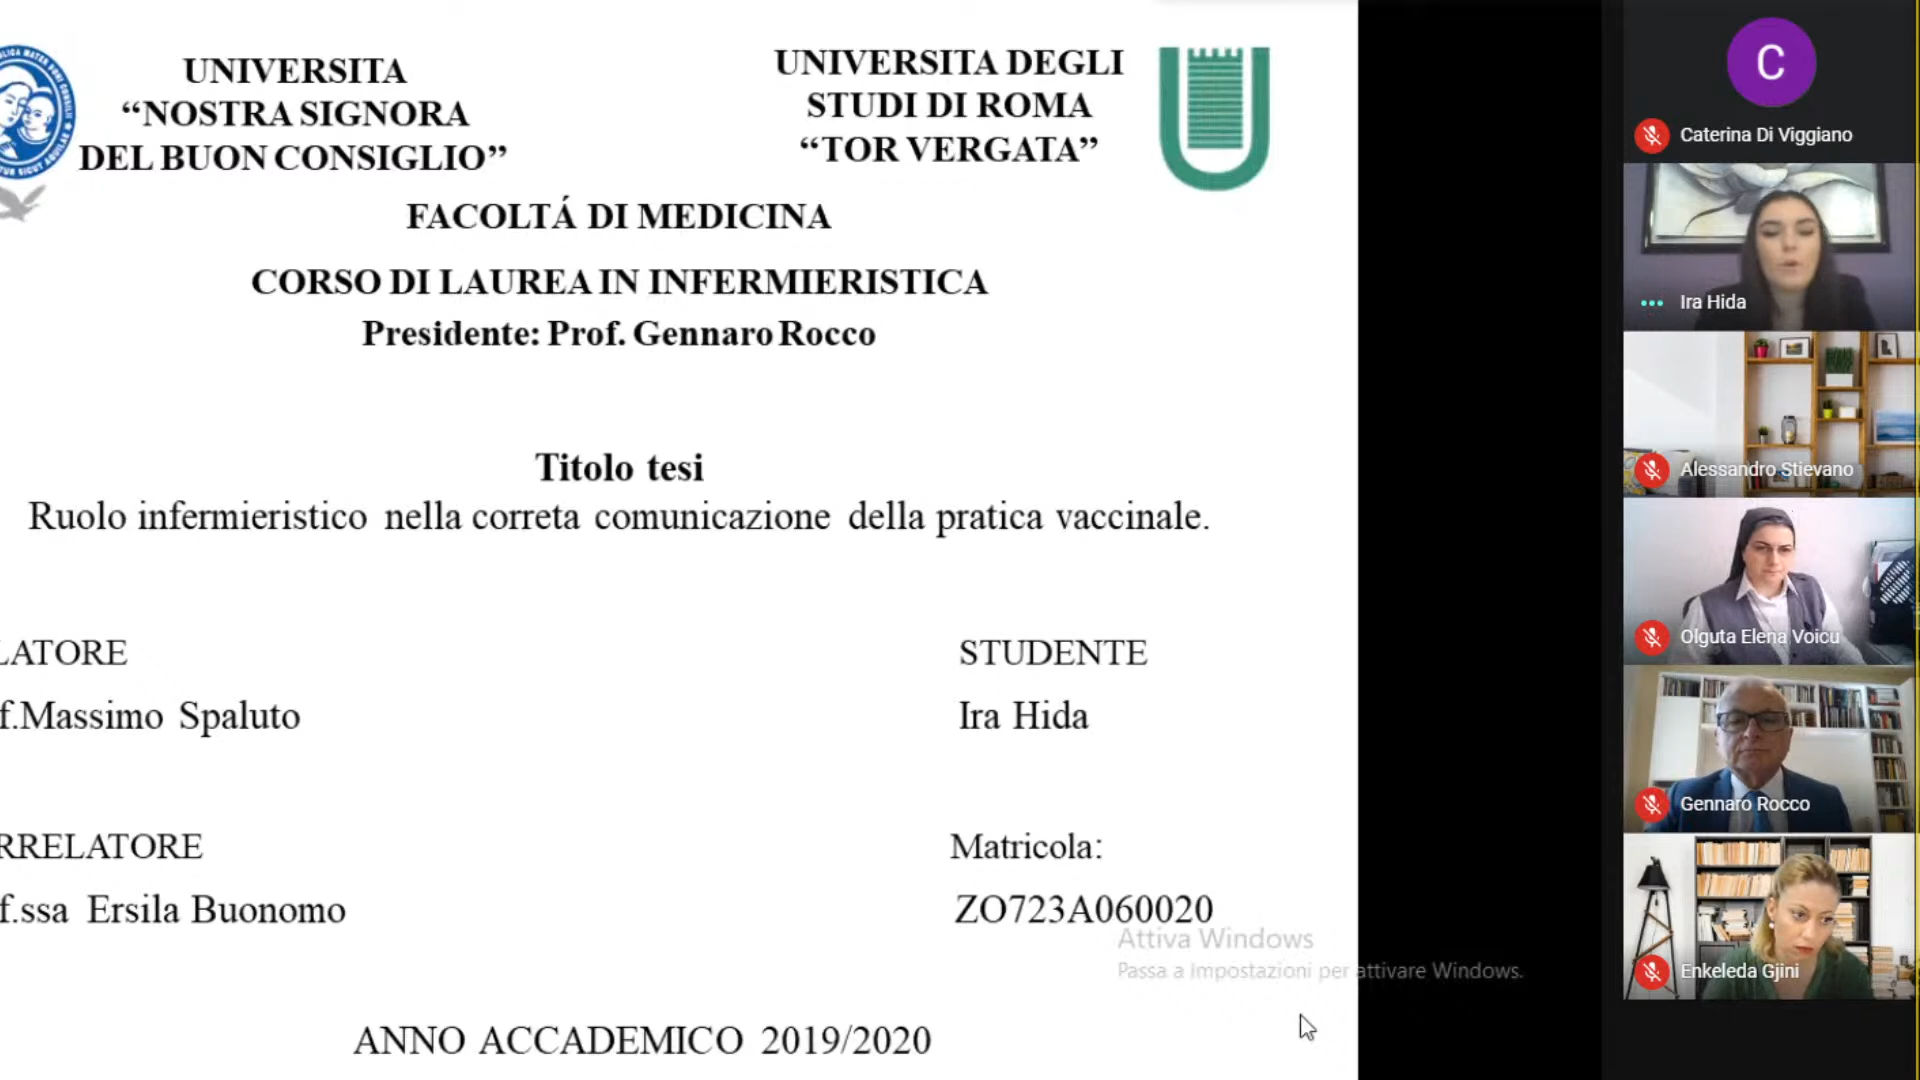 UNIVERSITA
“NOSTRA SIGNORA
DEL BUON CONSIGLIO”
UNIVERSITA DEGLI
STUDI DI ROMA
“TOR VERGATA”
FACOLTÁ DI MEDICINA
CORSO DI LAUREA IN INFERMIERISTICA
Presidente: Prof. Gennaro Rocco
Titolo tesi
Ruolo infermieristico nella correta comunicazione della pratica vaccinale.
LATORE
f.Massimo Spaluto
STUDENTE
Ira Hida
RRELATORE
f.ssa Ersila Buonomo
Matricola:
ZO723A060020
Attiva Windows
Passa a Impostazioni per attivare Windows.
ANNO ACCADEMICO 2019/2020
C
Caterina Di Viggiano
Ira Hida
Alessandro Stievano
Olguta Elena Voicu
Gennaro Rocco
Enkeleda Gjini